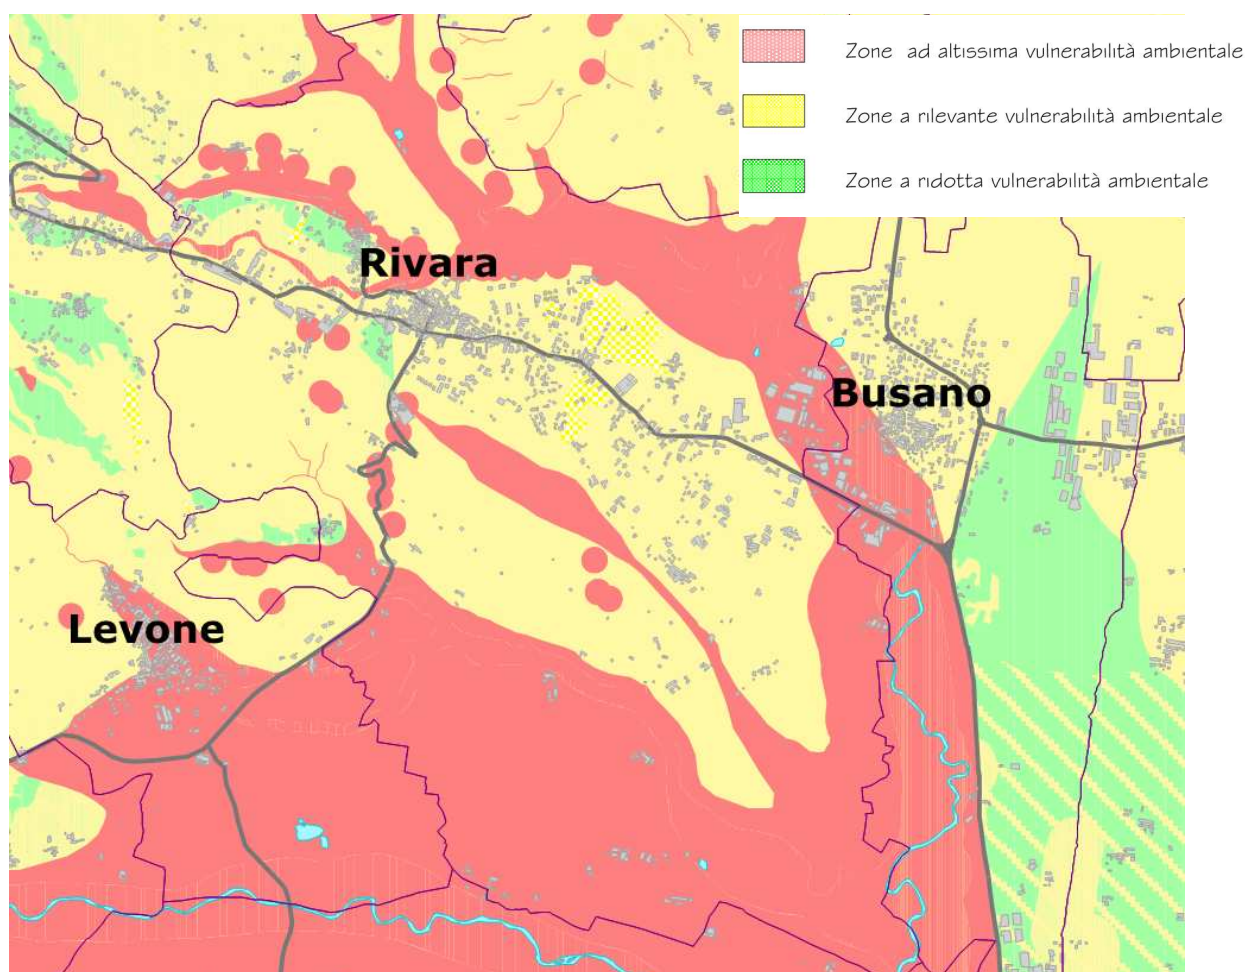 Zone ad altissima vulnerabilità ambientale
Zone a rilevante vulnerabilità ambientale
Zone a ridotta vulnerabilità ambientale
Rivara
Busano
Levone